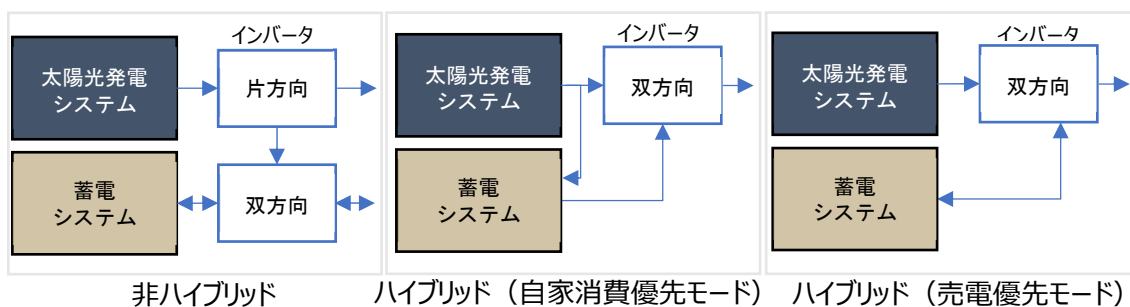 インバータ
太陽光発電
システム
片方向
蓄電
システム
双方向
非ハイブリッド
インバータ
太陽光発電
システム
双方向
蓄電
システム
ハイブリッド（自家消費優先モード）
インバータ
太陽光発電
システム
双方向
蓄電
システム
ハイブリッド（売電優先モード）